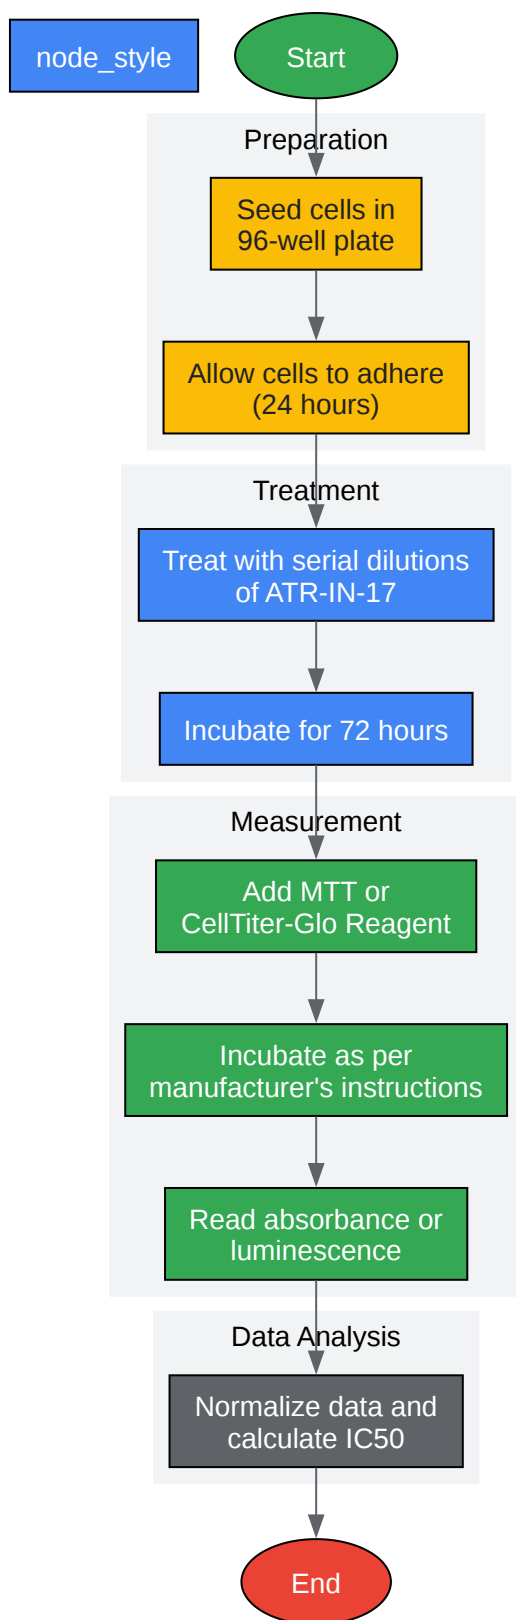 node_style
Start
Preparation
Seed cells in
96-well plate
Allow cells to adhere
(24 hours)
Treatment
Treat with serial dilutions
of ATR-IN-17
Incubate for 72 hours
Measurement
Add MTT or
CellTiter-Glo Reagent
Incubate as per
manufacturer's instructions
Read absorbance or
luminescence
Data Analysis
Normalize data and
calculate IC50
End